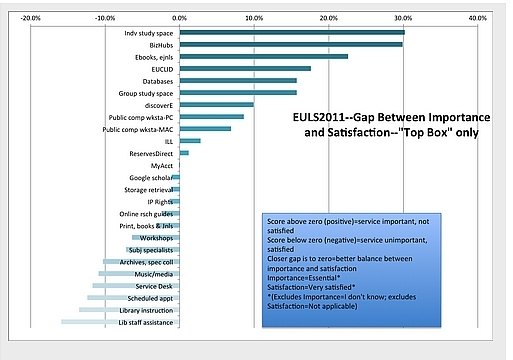 -20.0% -10.0% 0.0% 10.0% 20.0% 30.0% 40.0%
Indv study space
BizHubs
Ebooks, ejnls
EUCLID
Databases
Group study space
discoverE
Public comp wksta-PC
Public comp wksta-MAC
ILL
ReservesDirect
MyAcct
Google scholar
Storage retrieval
IP Rights
Online rsch guides
Print, books & Jnls
Workshops
Subj specialists
Archives, spec coll
Music/media
Service Desk
Scheduled appt
Library instruction
Lib staff assistance
EULS2011--Gap Between Importance
and Satisfaction--"Top Box" only
Score above zero (positive)=service important, not
satisfied
Score below zero (negative)=service unimportant,
satisfied
Closer gap is to zero=better balance between
importance and satisfaction
Importance=Essential*
Satisfaction=Very satisfied*
*(Excludes Importance=I don't know; excludes
Satisfaction=Not applicable)